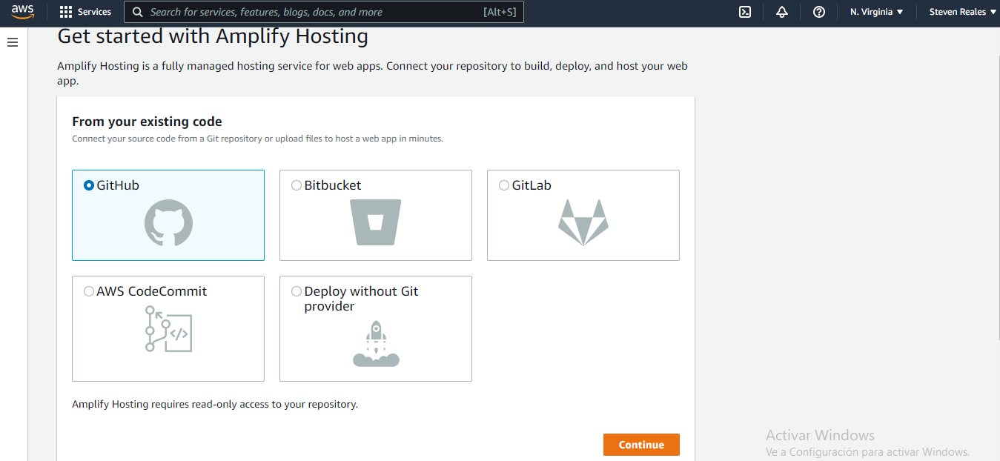 aws
Services
Search for services, features, blogs, docs, and more
[Alt+S]
N. Virginia
Steven Reales
Get started with Amplify Hosting
Amplify Hosting is a fully managed hosting service for web apps. Connect your repository to build, deploy, and host your web
app.
From your existing code
Connect your source code from a Git repository or upload files to host a web app in minutes.
GitHub
Bitbucket
GitLab
AWS CodeCommit
Deploy without Git
provider
</>
Amplify Hosting requires read-only access to your repository.
Continue
Activar Windows
Ve a Configuración para activar Windows.